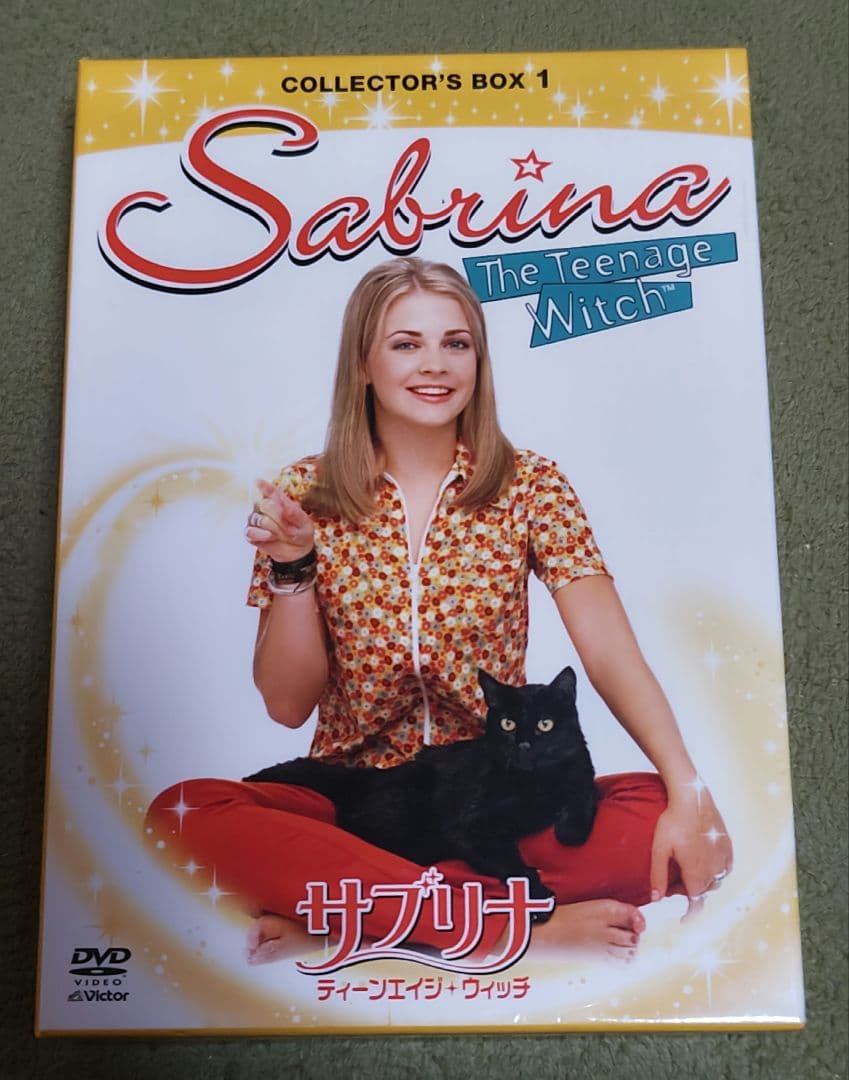 COLLECTOR'S BOX 1
Sabrina
The Teenage
Witch™
サブリナ
ティーンエイジ・ウィッチ
DVD
VIDEO
Victor